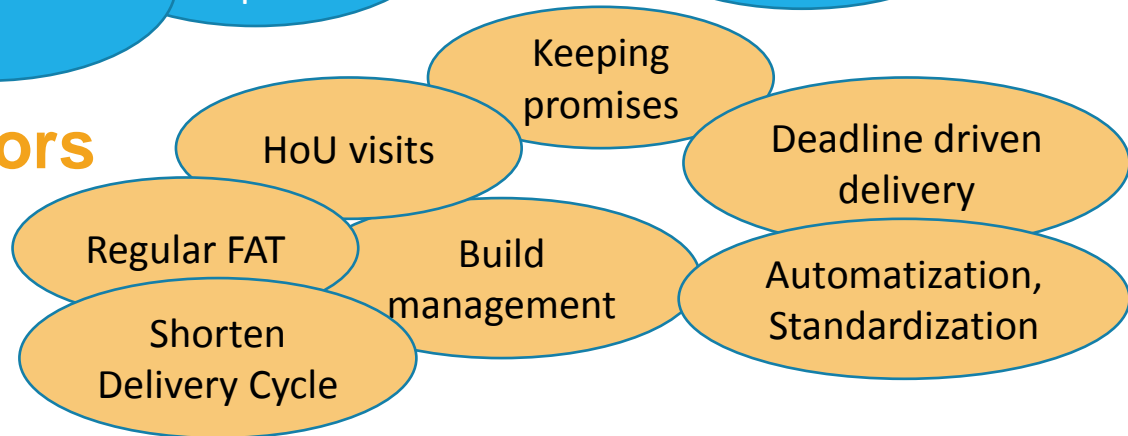 Keeping
promises
HoU visits
Deadline driven
delivery
ors
Regular FAT
Build
management
Automatization,
Standardization
Shorten
Delivery Cycle